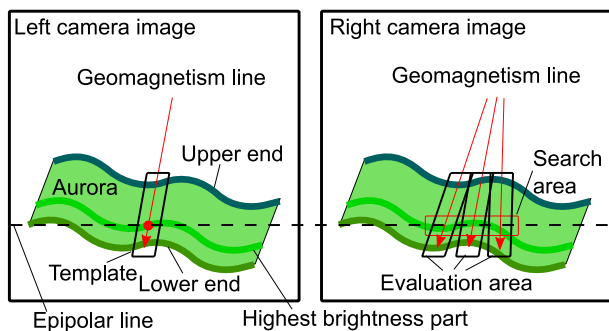 Left camera image
Geomagnetism line
Upper end
Aurora
Template
Lower end
Epipolar line
Highest brightness part
Right camera image
Geomagnetism line
Search
area
Evaluation area